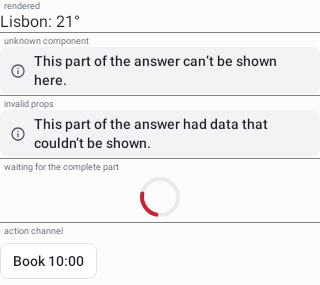 rendered
Lisbon: 21°
unknown component
This part of the answer can’t be shown
here.
invalid props
This part of the answer had data that
couldn’t be shown.
waiting for the complete part
action channel
Book 10:00